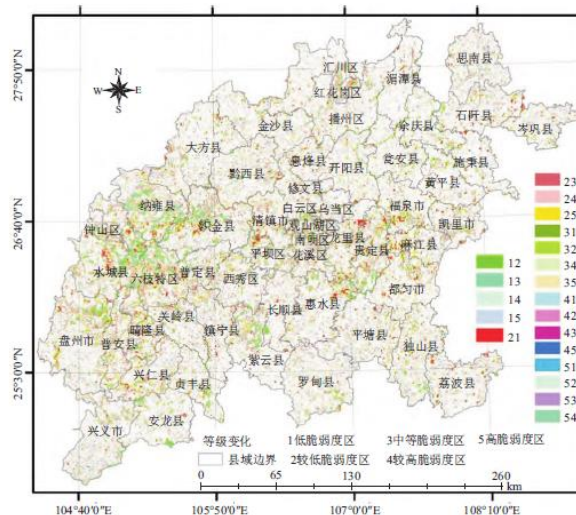 27°50′0″N
26°40′0″N
25°30′0″N
N
W E
S
思南县
汇川区
湄潭县
红花岗区
石阡县
播州区
岑巩县
余庆县
金沙县
大方县
息烽县
瓮安县
施秉县
黔西县
开阳县
修文县
黄平县
纳雍县
白云区
乌当区
福泉市
凯里市
钟山区
织金县
清镇市
观山湖区
龙里县
南明区
贵定县
麻江县
平坝区
花溪区
水城县
六枝特区
普定县
西秀区
惠水县
都匀市
长顺县
关岭县
镇宁县
盘州市
晴隆县
普安县
平塘县
独山县
紫云县
兴仁县
贞丰县
罗甸县
荔波县
安龙县
兴义市
12
13
14
15
21
23
24
25
31
32
34
35
41
42
43
45
51
52
53
54
等级变化 1低脆弱度区 3中等脆弱度区 5高脆弱度区
县域边界 2较低脆弱度区 4较高脆弱度区
0 65 130 260
km
104°40′0″E 105°50′0″E 107°0′0″E 108°10′0″E